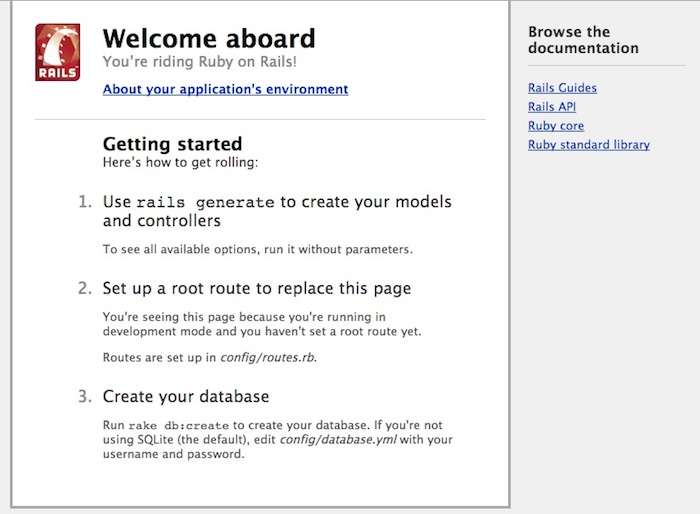 RAILS
Welcome aboard
You're riding Ruby on Rails!
About your application's environment
Getting started
Here's how to get rolling:
1. Use rails generate to create your models
and controllers
To see all available options, run it without parameters.
2. Set up a root route to replace this page
You're seeing this page because you're running in
development mode and you haven't set a root route yet.
Routes are set up in config/routes.rb.
3. Create your database
Run rake db:create to create your database. If you're not
using SQLite (the default), edit config/database.yml with your
username and password.
Browse the
documentation
Rails Guides
Rails API
Ruby core
Ruby standard library